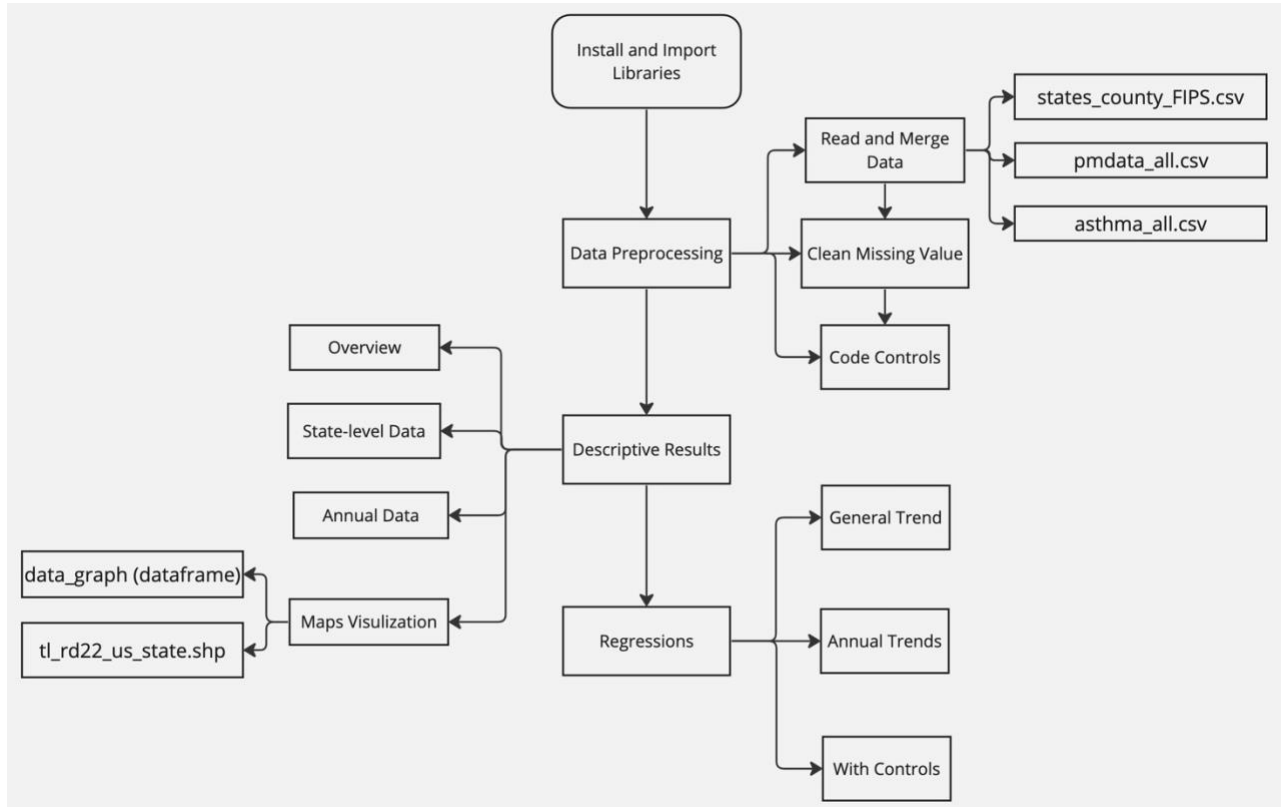 Install and Import
Libraries
Read and Merge
Data
states_county_FIPS.csv
pmdata_all.csv
asthma_all.csv
Data Preprocessing
Clean Missing Value
Code Controls
Overview
State-level Data
Descriptive Results
Annual Data
data_graph (dataframe)
Maps Visulization
tl_rd22_us_state.shp
General Trend
Regressions
Annual Trends
With Controls